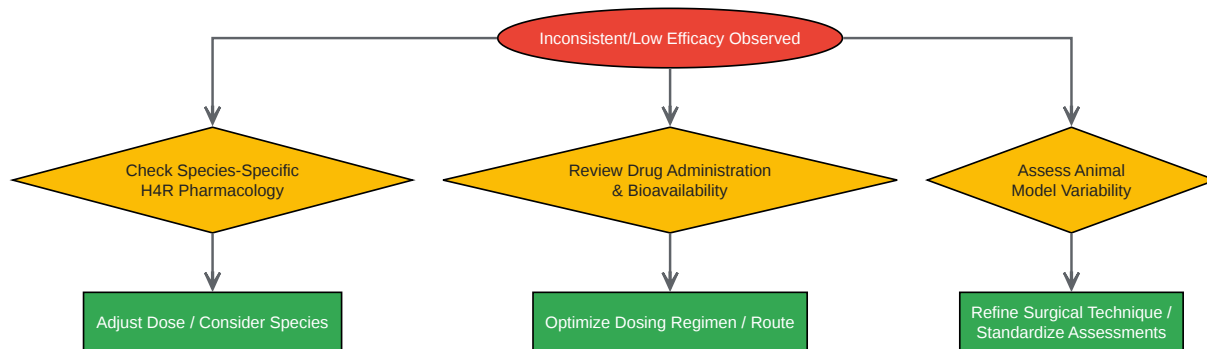 Inconsistent/Low Efficacy Observed
Check Species-Specific
H4R Pharmacology
Review Drug Administration
& Bioavailability
Assess Animal
Model Variability
Adjust Dose / Consider Species
Optimize Dosing Regimen / Route
Refine Surgical Technique /
Standardize Assessments